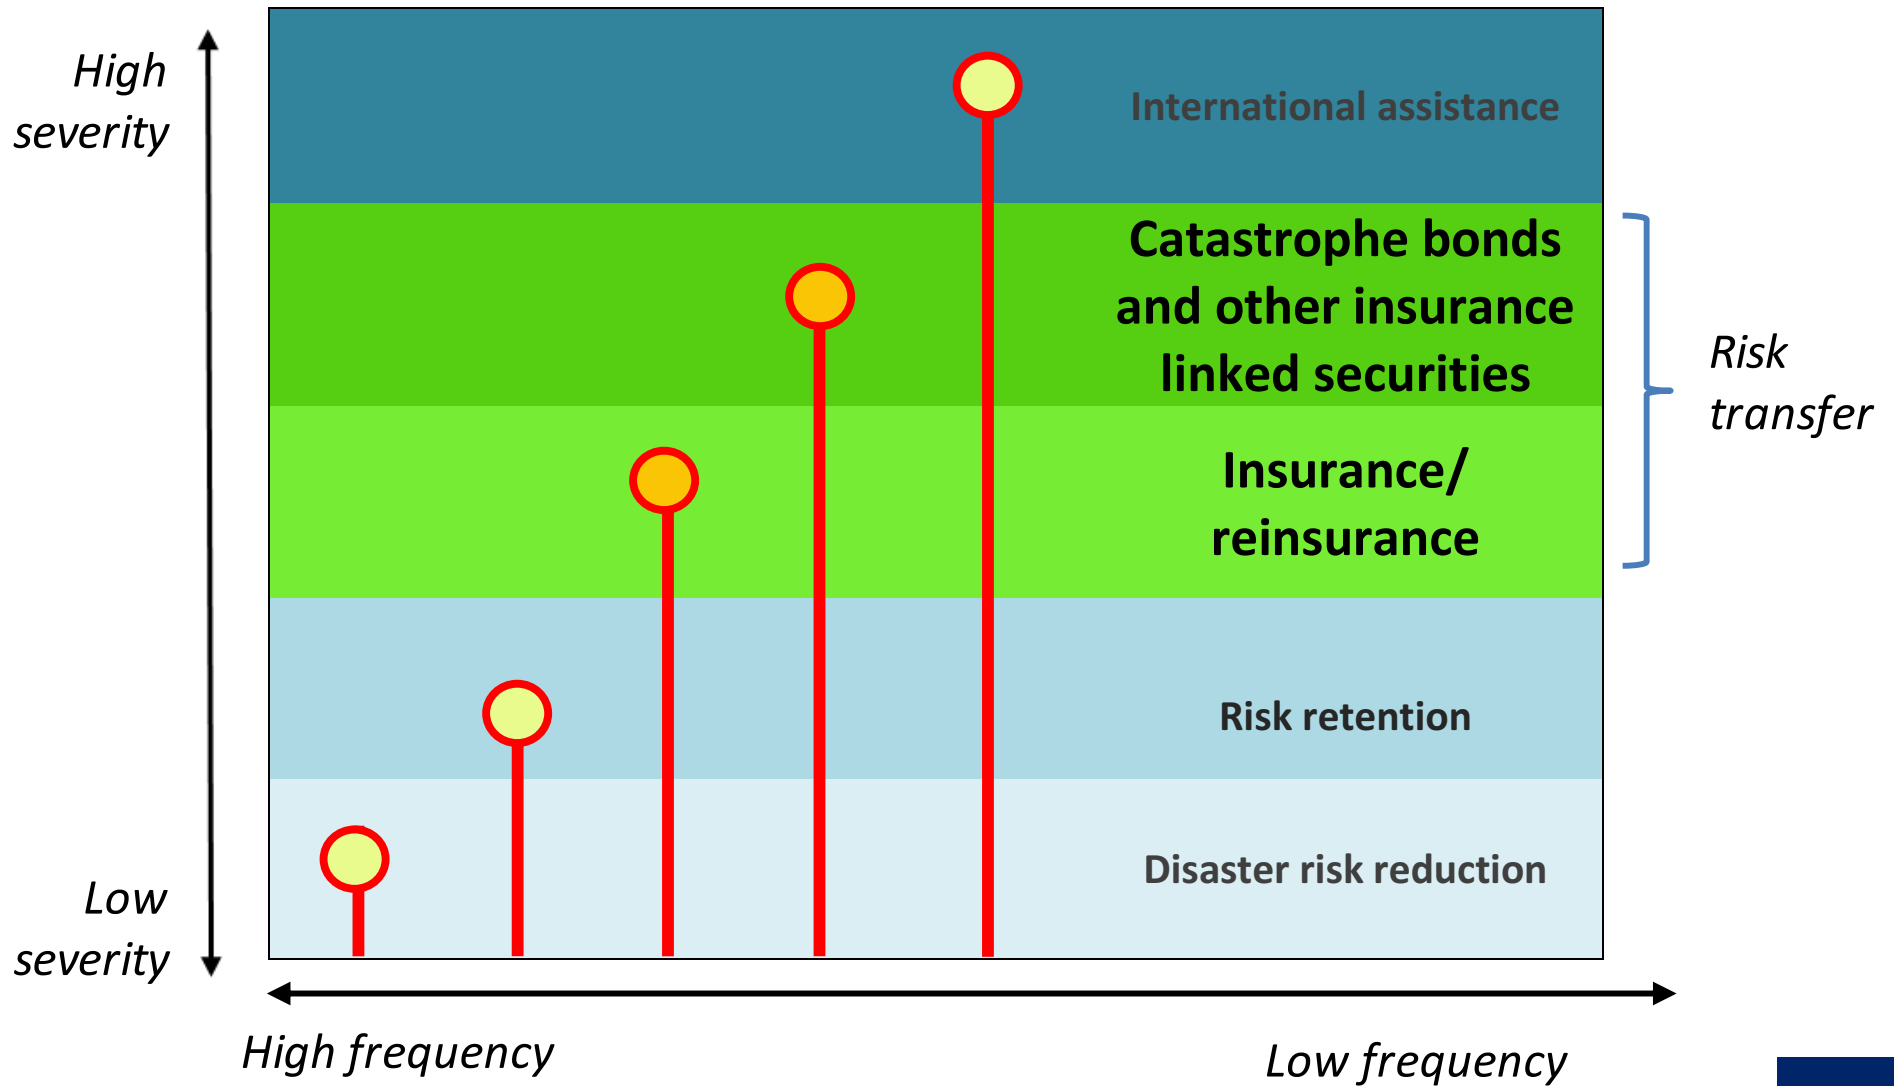 High
severity
International assistance
Catastrophe bonds
and other insurance
linked securities
Risk
transfer
Insurance/
reinsurance
Risk retention
Disaster risk reduction
Low
severity
High frequency
Low frequency